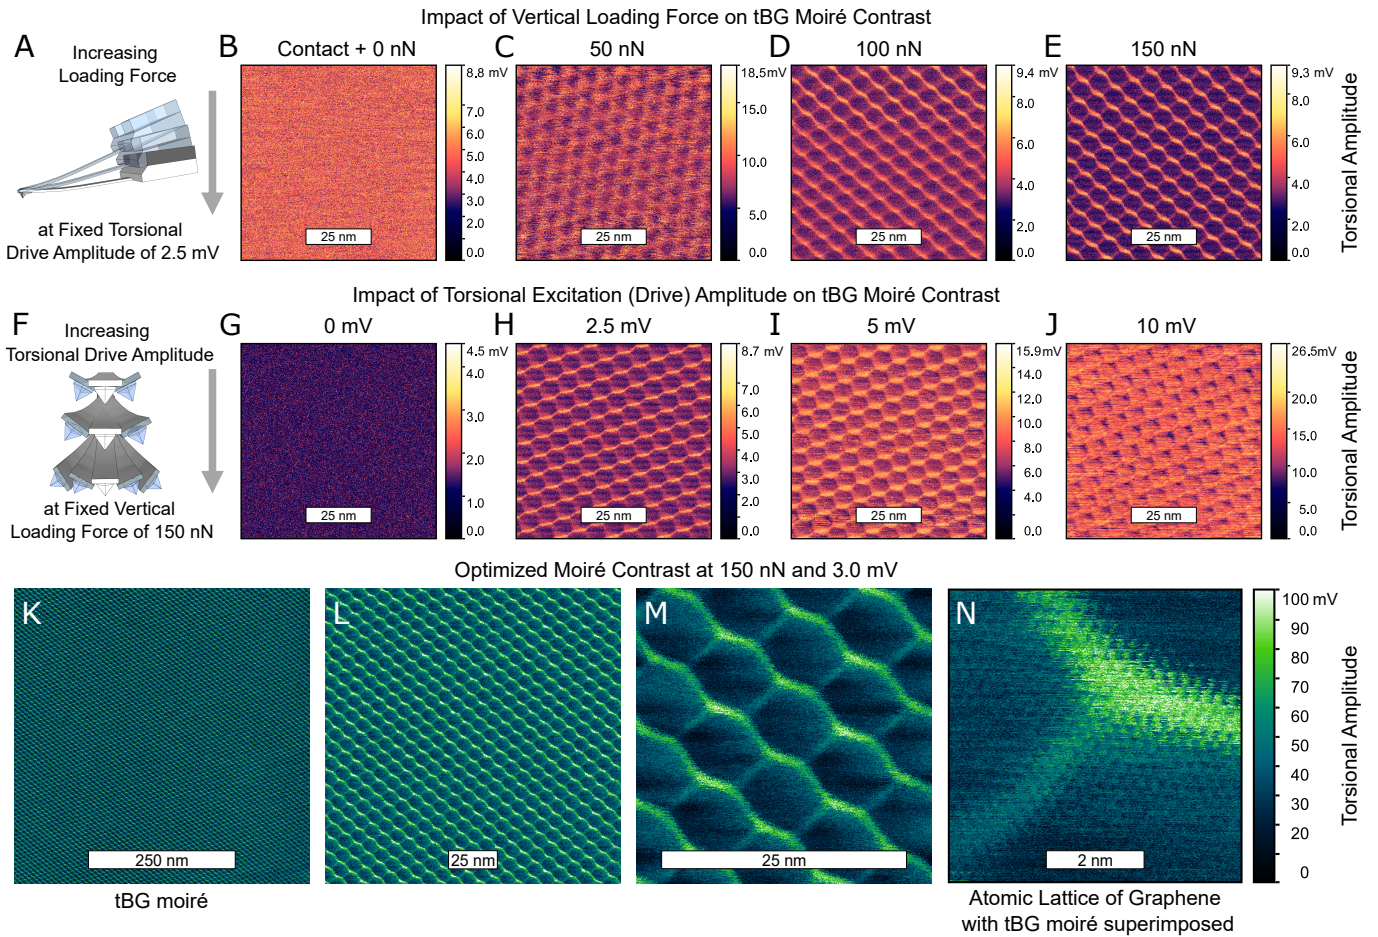 Impact of Vertical Loading Force on tBG Moiré Contrast
A
Increasing
Loading Force
at Fixed Torsional
Drive Amplitude of 2.5 mV
B
Contact + 0 nN
25 nm
8.8 mV
7.0
6.0
5.0
4.0
3.0
2.0
0.0
C
50 nN
25 nm
18.5 mV
15.0
10.0
5.0
0.0
D
100 nN
25 nm
9.4 mV
8.0
6.0
4.0
2.0
0.0
E
150 nN
25 nm
9.3 mV
8.0
6.0
4.0
2.0
0.0
Torsional Amplitude
Impact of Torsional Excitation (Drive) Amplitude on tBG Moiré Contrast
F
Increasing
Torsional Drive Amplitude
at Fixed Vertical
Loading Force of 150 nN
G
0 mV
25 nm
4.5 mV
4.0
3.0
2.0
1.0
0.0
H
2.5 mV
25 nm
8.7 mV
7.0
6.0
5.0
4.0
3.0
2.0
0.0
I
5 mV
25 nm
15.9 mV
14.0
12.0
10.0
8.0
6.0
4.0
0.0
J
10 mV
25 nm
26.5mV
20.0
15.0
10.0
5.0
0.0
Torsional Amplitude
Optimized Moiré Contrast at 150 nN and 3.0 mV
K
250 nm
tBG moiré
L
25 nm
M
25 nm
N
2 nm
Atomic Lattice of Graphene
with tBG moiré superimposed
100 mV
90
80
70
60
50
40
30
20
0
Torsional Amplitude